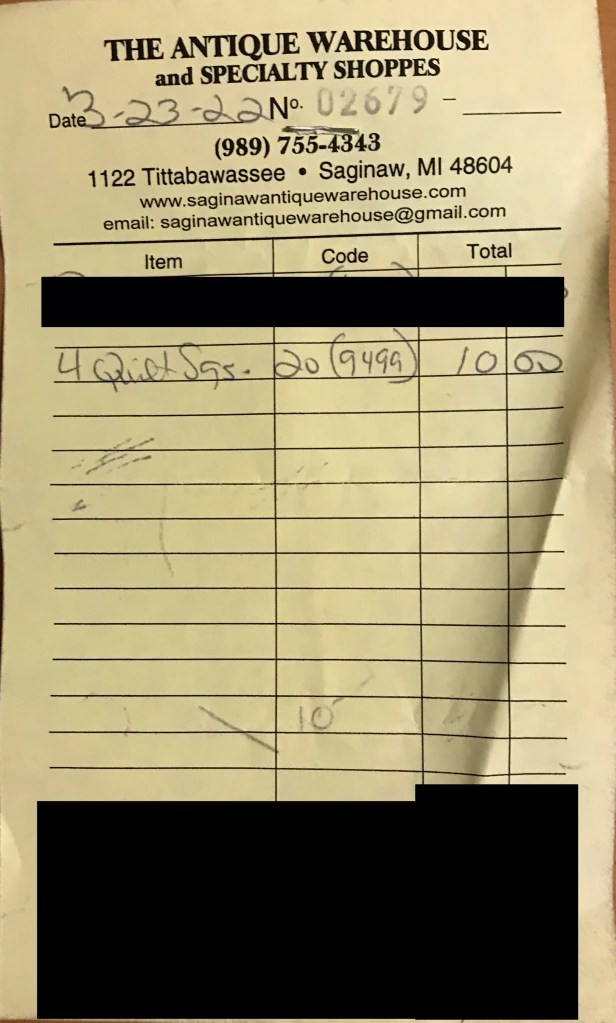 THE ANTIQUE WAREHOUSE
and SPECIALTY SHOPPES
Date 3-23-22 No. 02679 -
(989) 755-4343
1122 Tittabawassee • Saginaw, MI 48604
www.saginawantiquewarehouse.com
email: saginawantiquewarehouse@gmail.com
Item Code Total
4 Quilt Sqs. 20 (9499) 10 00
10